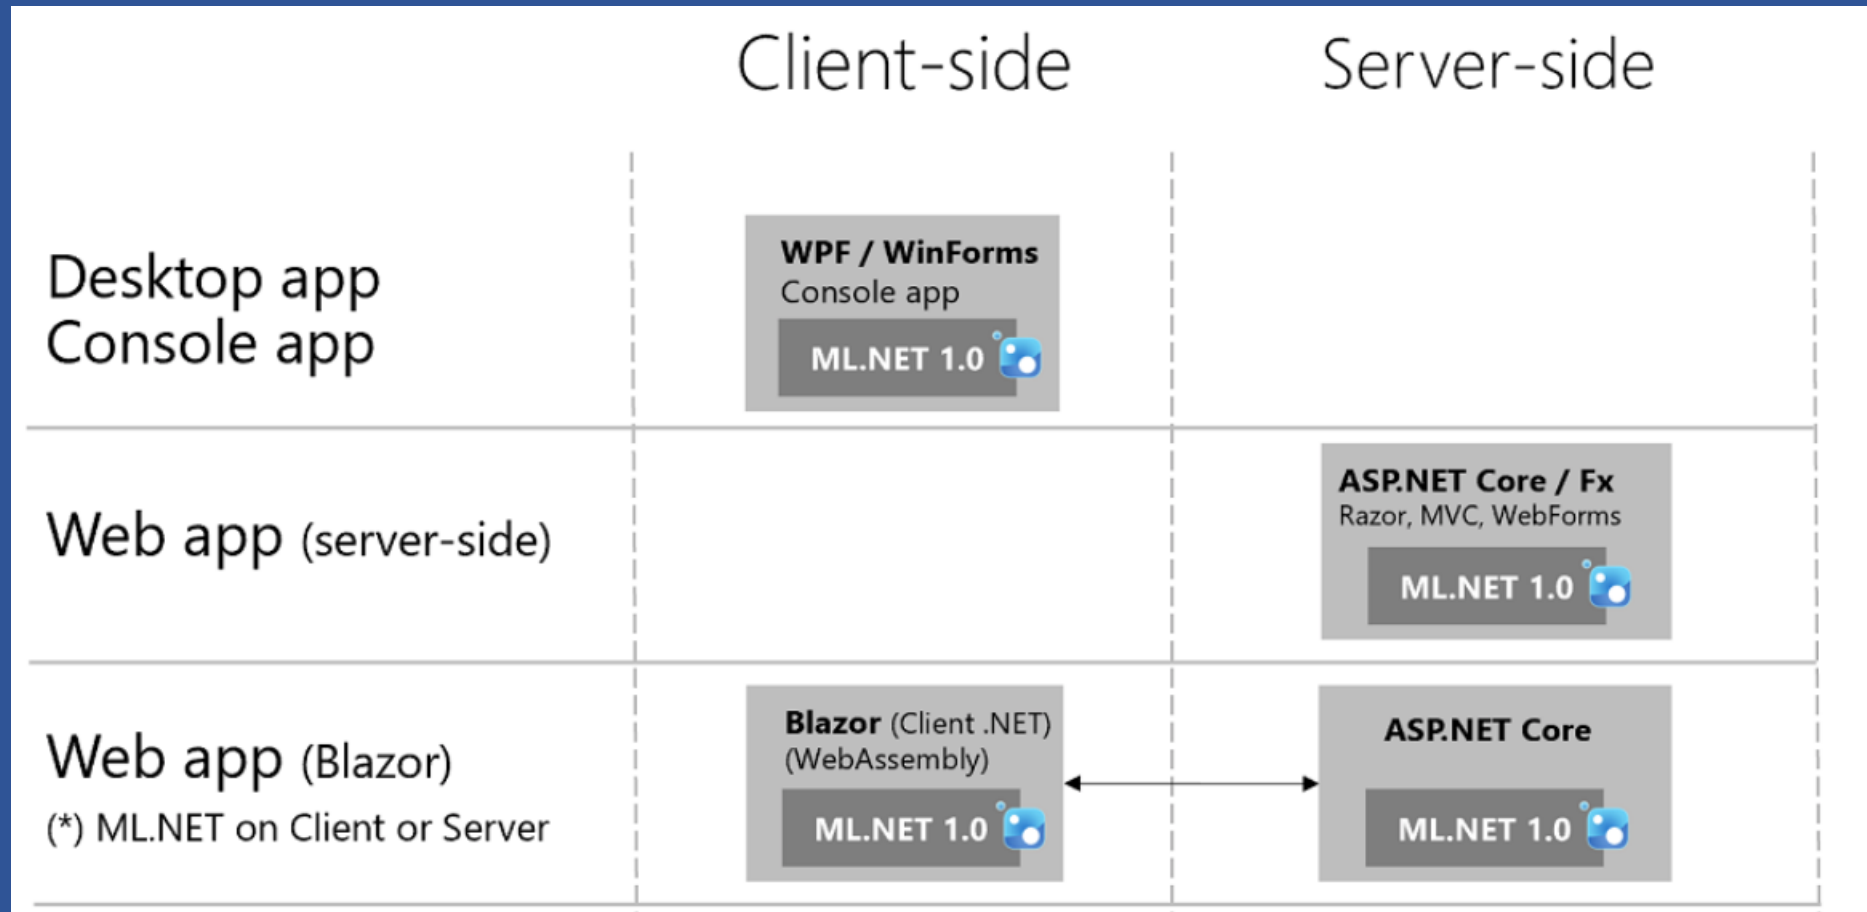 Client-side
Server-side
Desktop app
Console app
WPF / WinForms
Console app
ML.NET 1.0
Web app (server-side)
ASP.NET Core / Fx
Razor, MVC, WebForms
ML.NET 1.0
Web app (Blazor)
(*) ML.NET on Client or Server
Blazor (Client .NET)
(WebAssembly)
ML.NET 1.0
ASP.NET Core
ML.NET 1.0